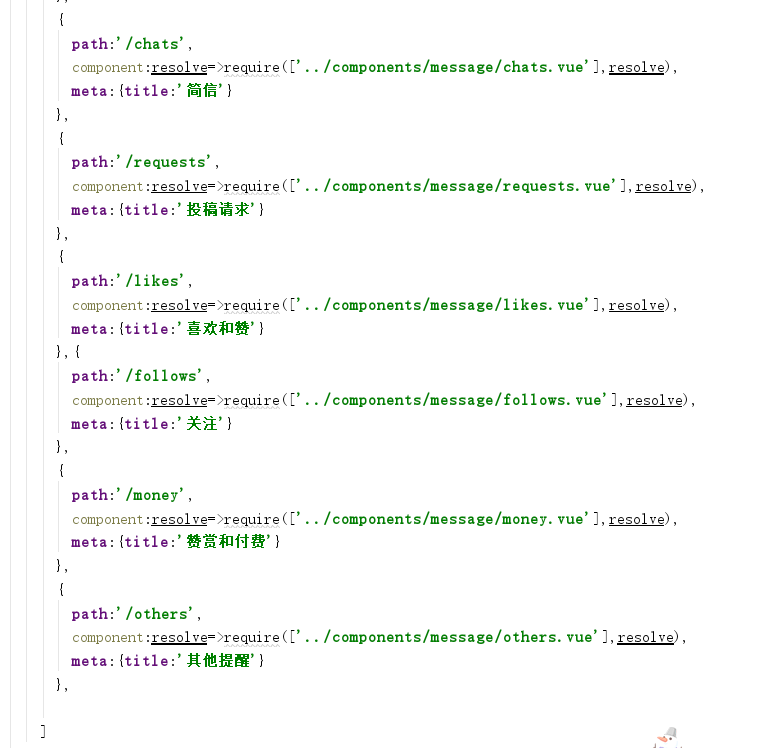 },
{
path:'/chats',
component:resolve=>require(['../components/message/chats.vue'],resolve),
meta:{title:'简信'}
},
{
path:'/requests',
component:resolve=>require(['../components/message/requests.vue'],resolve),
meta:{title:'投稿请求'}
},
{
path:'/likes',
component:resolve=>require(['../components/message/likes.vue'],resolve),
meta:{title:'喜欢和赞'}
},{
path:'/follows',
component:resolve=>require(['../components/message/follows.vue'],resolve),
meta:{title:'关注'}
},
{
path:'/money',
component:resolve=>require(['../components/message/money.vue'],resolve),
meta:{title:'赞赏和付费'}
},
{
path:'/others',
component:resolve=>require(['../components/message/others.vue'],resolve),
meta:{title:'其他提醒'}
},
]